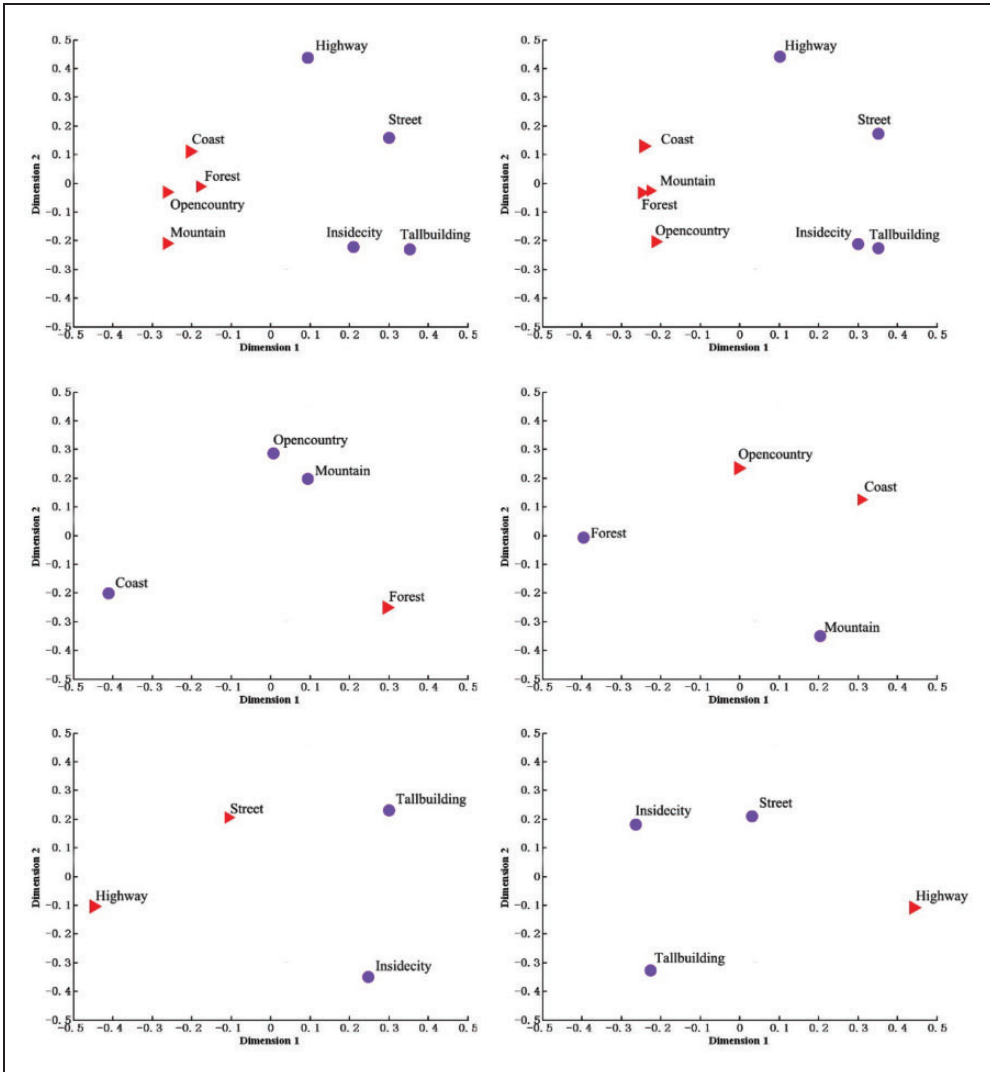 Dimension 2
0.5
0.4
0.3
0.2
0.1
0
-0.1
-0.2
-0.3
-0.4
-0.5
Highway
Street
Coast
Forest
Opencountry
Mountain
Insidecity
Tallbuilding
-0.5 -0.4 -0.3 -0.2 -0.1 0 0.1 0.2 0.3 0.4 0.5
Dimension 1
Dimension 2
0.5
0.4
0.3
0.2
0.1
0
-0.1
-0.2
-0.3
-0.4
-0.5
Highway
Street
Coast
Mountain
Forest
Opencountry
Insidecity
Tallbuilding
-0.5 -0.4 -0.3 -0.2 -0.1 0 0.1 0.2 0.3 0.4 0.5
Dimension 1
Dimension 2
0.5
0.4
0.3
0.2
0.1
0
-0.1
-0.2
-0.3
-0.4
-0.5
Opencountry
Mountain
Coast
Forest
-0.5 -0.4 -0.3 -0.2 -0.1 0 0.1 0.2 0.3 0.4 0.5
Dimension 1
Dimension 2
0.5
0.4
0.3
0.2
0.1
0
-0.1
-0.2
-0.3
-0.4
-0.5
Opencountry
Coast
Forest
Mountain
-0.5 -0.4 -0.3 -0.2 -0.1 0 0.1 0.2 0.3 0.4 0.5
Dimension 1
Dimension 2
0.5
0.4
0.3
0.2
0.1
0
-0.1
-0.2
-0.3
-0.4
-0.5
Tallbuilding
Street
Highway
Insidecity
-0.5 -0.4 -0.3 -0.2 -0.1 0 0.1 0.2 0.3 0.4 0.5
Dimension 1
Dimension 2
0.5
0.4
0.3
0.2
0.1
0
-0.1
-0.2
-0.3
-0.4
-0.5
Insidecity
Street
Highway
Tallbuilding
-0.5 -0.4 -0.3 -0.2 -0.1 0 0.1 0.2 0.3 0.4 0.5
Dimension 1